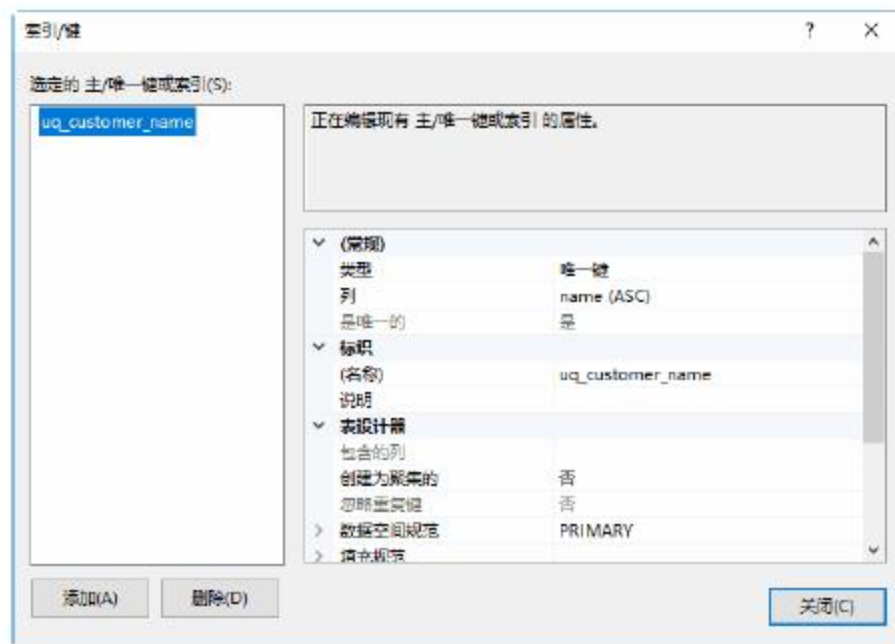 索引/键
? ×
选定的 主/唯一键或索引(S):
uq_customer_name
正在编辑现有 主/唯一键或索引 的属性。
(常规)
类型 唯一键
列 name (ASC)
是唯一的 是
标识
(名称) uq_customer_name
说明
表设计器
包含的列
创建为聚集的 否
忽略重复键 否
数据空间规范 PRIMARY
填充规范
添加(A) 删除(D)
关闭(C)